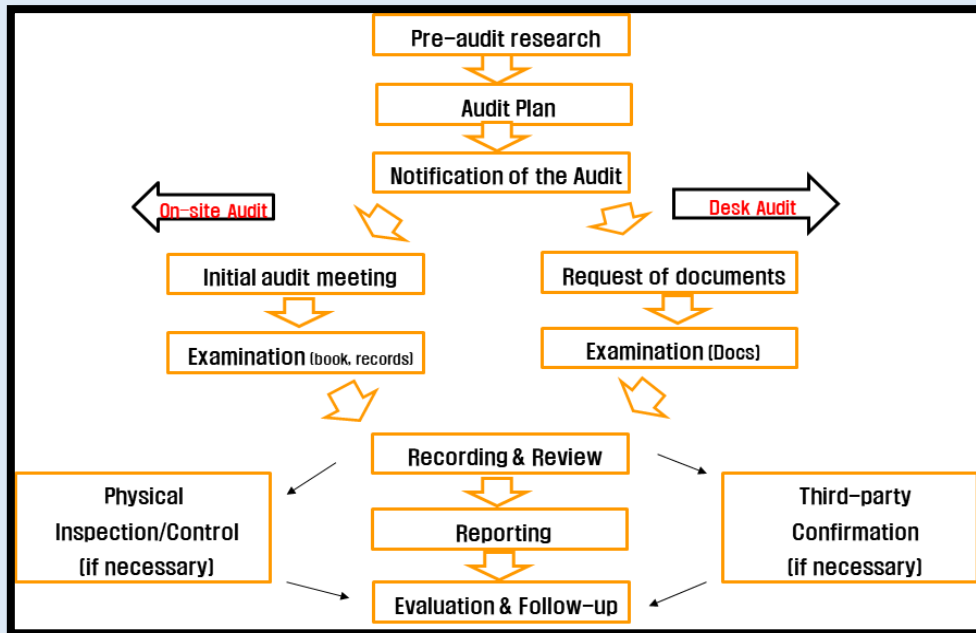 Pre-audit research
Audit Plan
Notification of the Audit
On-site Audit
Desk Audit
Initial audit meeting
Request of documents
Examination (book, records)
Examination (Docs)
Recording & Review
Physical
Inspection/Control
(if necessary)
Reporting
Third-party
Confirmation
(if necessary)
Evaluation & Follow-up